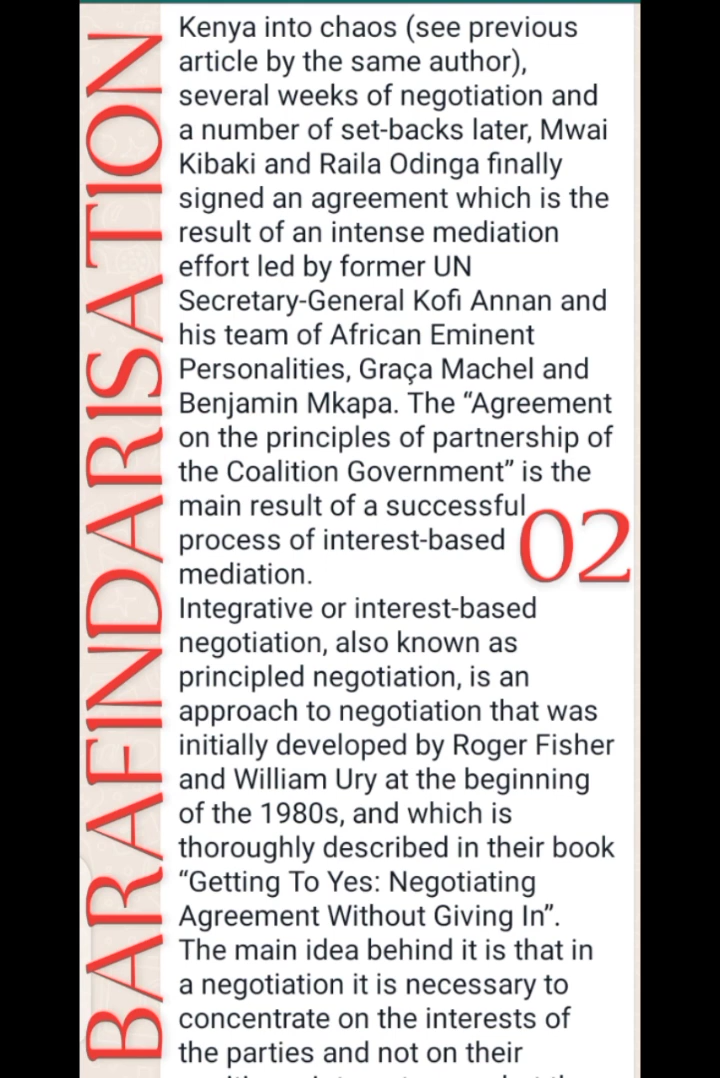 BARAFINDARISATION
Kenya into chaos (see previous
article by the same author),
several weeks of negotiation and
a number of set-backs later, Mwai
Kibaki and Raila Odinga finally
signed an agreement which is the
result of an intense mediation
effort led by former UN
Secretary-General Kofi Annan and
his team of African Eminent
Personalities, Graça Machel and
Benjamin Mkapa. The “Agreement
on the principles of partnership of
the Coalition Government” is the
main result of a successful
process of interest-based
mediation.
02
Integrative or interest-based
negotiation, also known as
principled negotiation, is an
approach to negotiation that was
initially developed by Roger Fisher
and William Ury at the beginning
of the 1980s, and which is
thoroughly described in their book
“Getting To Yes: Negotiating
Agreement Without Giving In”.
The main idea behind it is that in
a negotiation it is necessary to
concentrate on the interests of
the parties and not on their